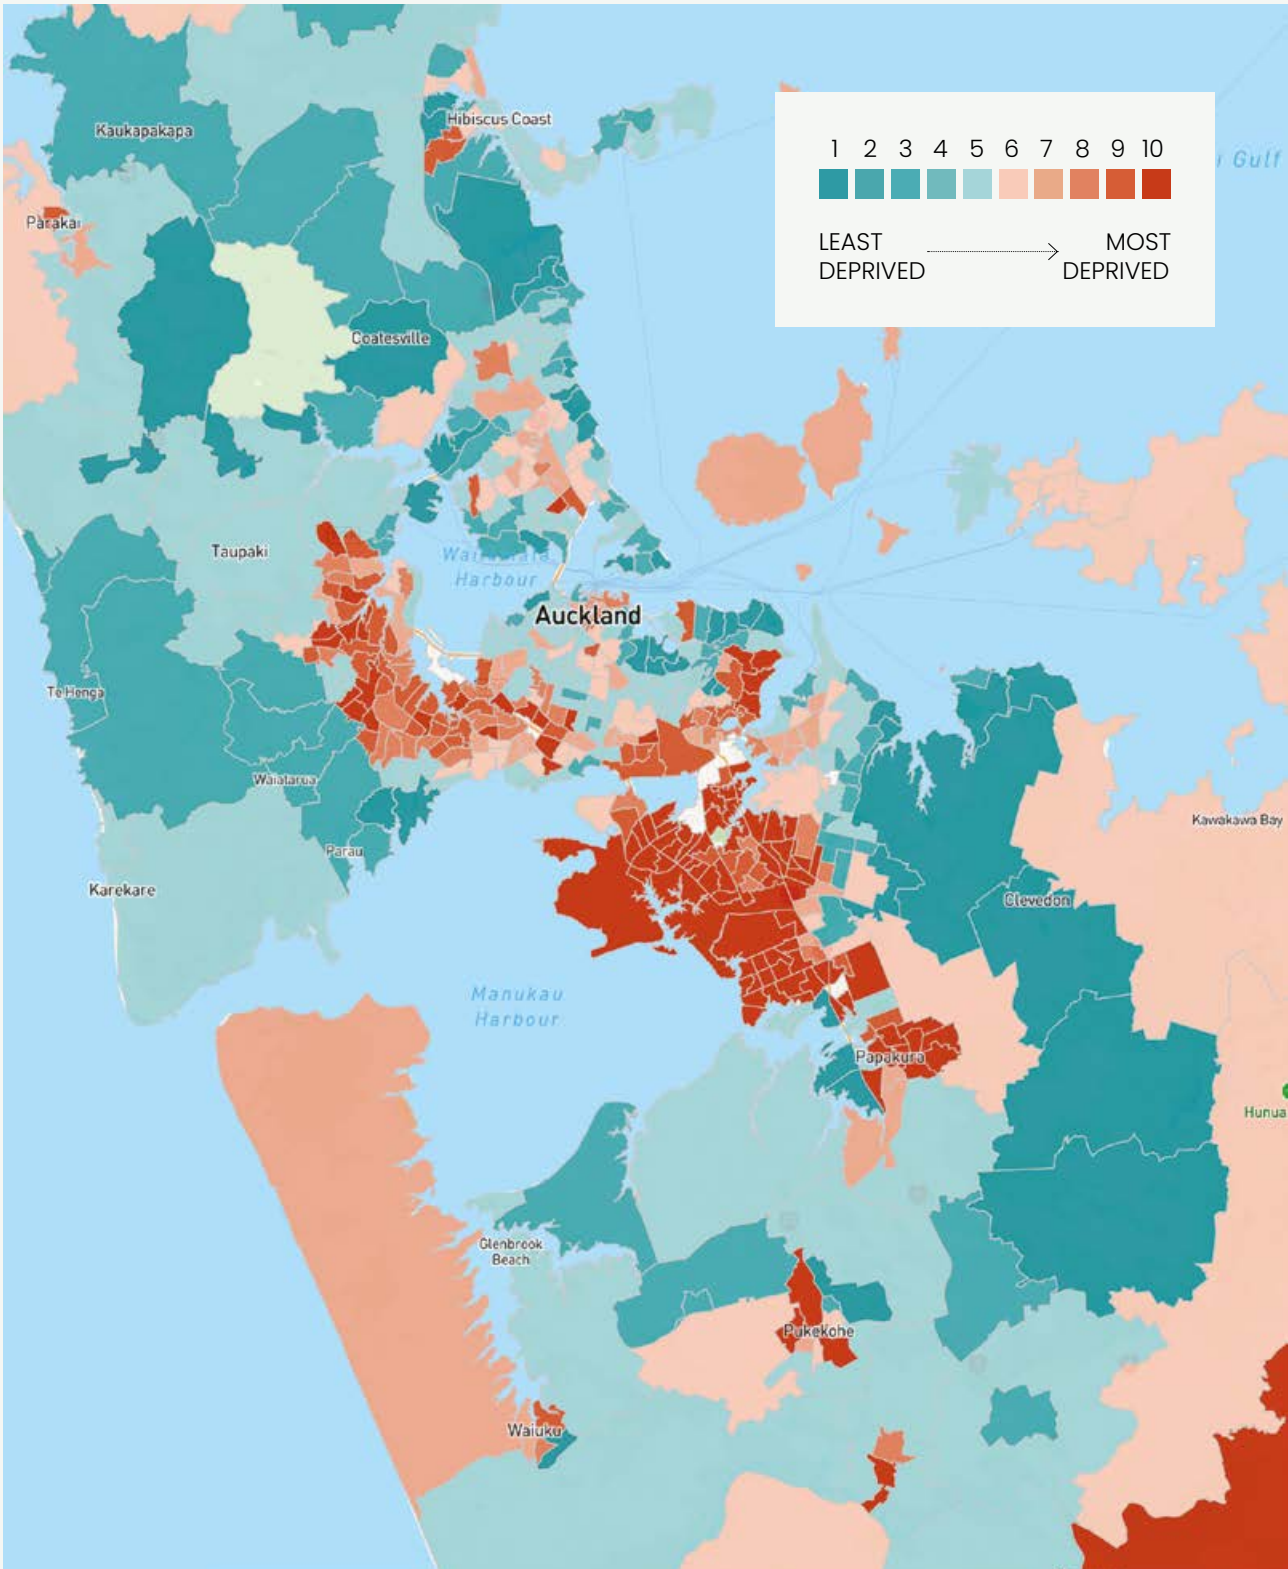 Hibiscus Coast
Kaukapakapa
1 2 3 4 5 6 7 8 9 10
Gulf
LEAST
DEPRIVED
MOST
DEPRIVED
Parakai
Coatesville
Taupaki
Harbour
Auckland
Te Henga
Waiatarua
Parau
Karekare
Kawakawa Bay
Clevedon
Manukau
Harbour
Papakura
Hunua
Glenbrook
Beach
Pukekohe
Waiuku